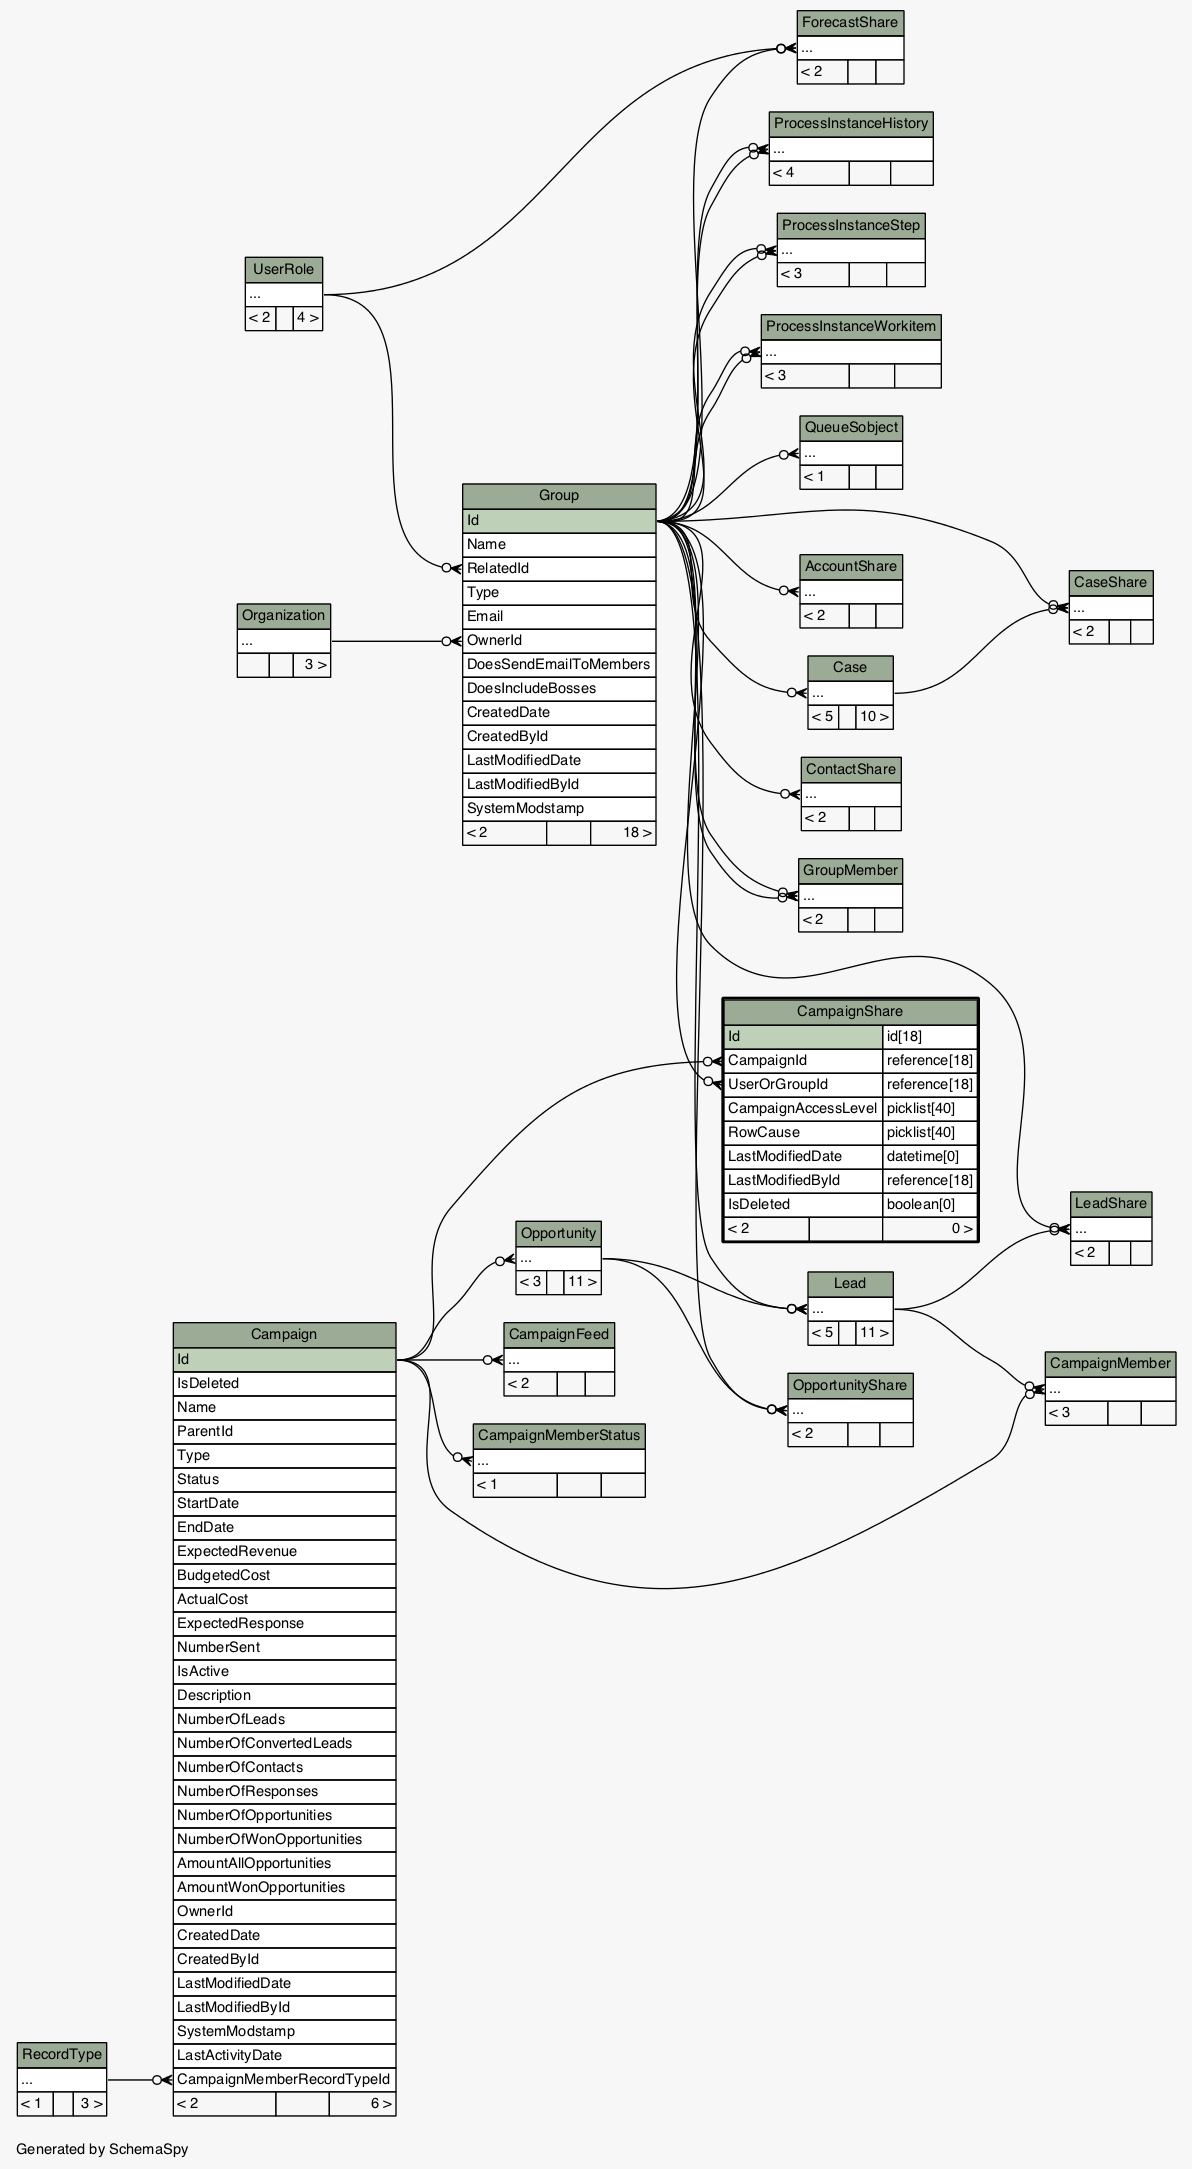 ForecastShare
...
< 2
ProcessInstanceHistory
...
< 4
ProcessInstanceStep
...
< 3
UserRole
...
< 2 4 >
ProcessInstanceWorkitem
...
< 3
QueueSobject
...
< 1
Group
Id
Name
RelatedId
Type
Email
OwnerId
DoesSendEmailToMembers
DoesIncludeBosses
CreatedDate
CreatedById
LastModifiedDate
LastModifiedById
SystemModstamp
< 2 18 >
AccountShare
...
< 2
CaseShare
...
< 2
Organization
...
3 >
Case
...
< 5 10 >
ContactShare
...
< 2
GroupMember
...
< 2
CampaignShare
Id id[18]
CampaignId reference[18]
UserOrGroupId reference[18]
CampaignAccessLevel picklist[40]
RowCause picklist[40]
LastModifiedDate datetime[0]
LastModifiedById reference[18]
IsDeleted boolean[0]
< 2 0 >
LeadShare
...
< 2
Opportunity
...
< 3 11 >
Lead
...
< 5 11 >
CampaignFeed
...
< 2
CampaignMember
...
< 3
OpportunityShare
...
< 2
CampaignMemberStatus
...
< 1
Campaign
Id
IsDeleted
Name
ParentId
Type
Status
StartDate
EndDate
ExpectedRevenue
BudgetedCost
ActualCost
ExpectedResponse
NumberSent
IsActive
Description
NumberOfLeads
NumberOfConvertedLeads
NumberOfContacts
NumberOfResponses
NumberOfOpportunities
NumberOfWonOpportunities
AmountAllOpportunities
AmountWonOpportunities
OwnerId
CreatedDate
CreatedById
LastModifiedDate
LastModifiedById
SystemModstamp
LastActivityDate
CampaignMemberRecordTypeId
< 2 6 >
RecordType
...
< 1 3 >
Generated by SchemaSpy